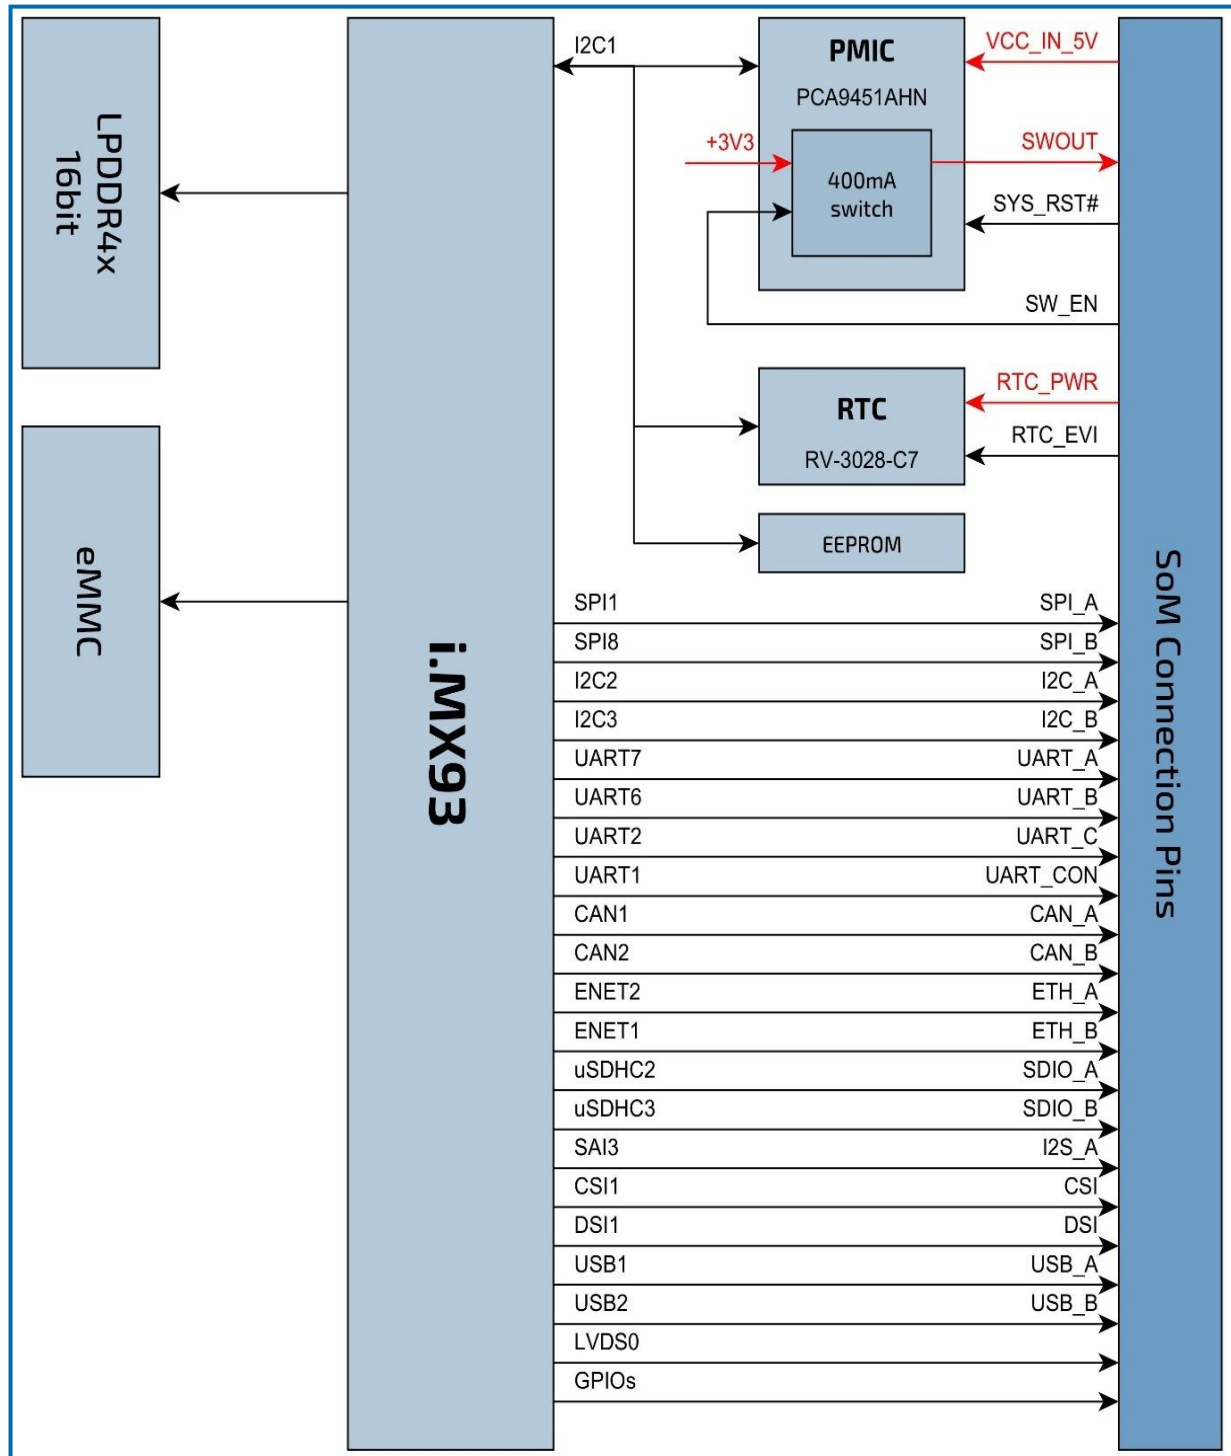 LPDDR4x
16bit
eMMC
i.MX93
I2C1
PMIC
PCA9451AHN
+3V3
400mA
switch
VCC_IN_5V
SWOUT
SYS_RST#
SW_EN
RTC
RV-3028-C7
RTC_PWR
RTC_EVI
EEPROM
SPI1 SPI_A
SPI8 SPI_B
I2C2 I2C_A
I2C3 I2C_B
UART7 UART_A
UART6 UART_B
UART2 UART_C
UART1 UART_CON
CAN1 CAN_A
CAN2 CAN_B
ENET2 ETH_A
ENET1 ETH_B
uSDHC2 SDIO_A
uSDHC3 SDIO_B
SAI3 I2S_A
CSI1 CSI
DSI1 DSI
USB1 USB_A
USB2 USB_B
LVDS0
GPIOs
SoM Connection Pins